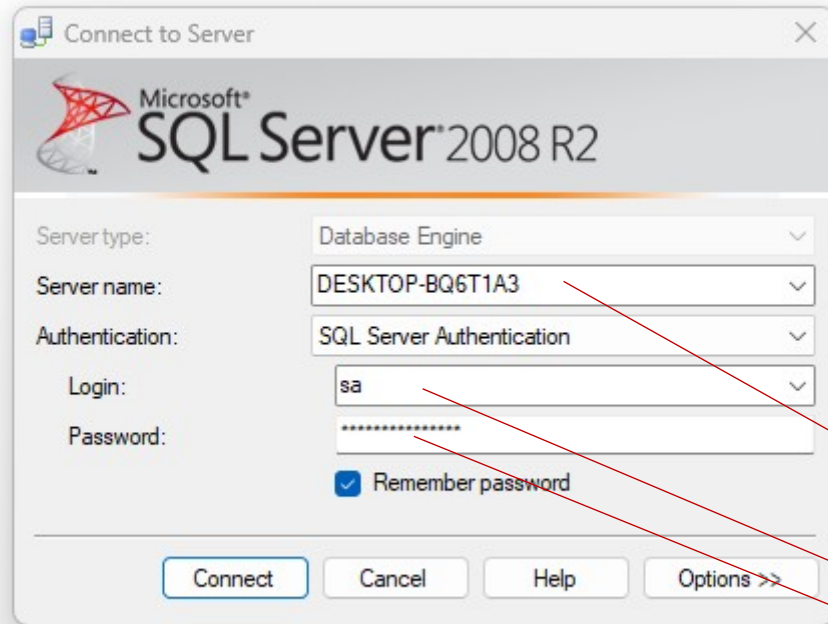 Connect to Server
Microsoft®
SQL Server® 2008 R2
Server type: Database Engine
Server name: DESKTOP-BQ6T1A3
Authentication: SQL Server Authentication
Login: sa
Password: ***************
Remember password
Connect Cancel Help Options >>